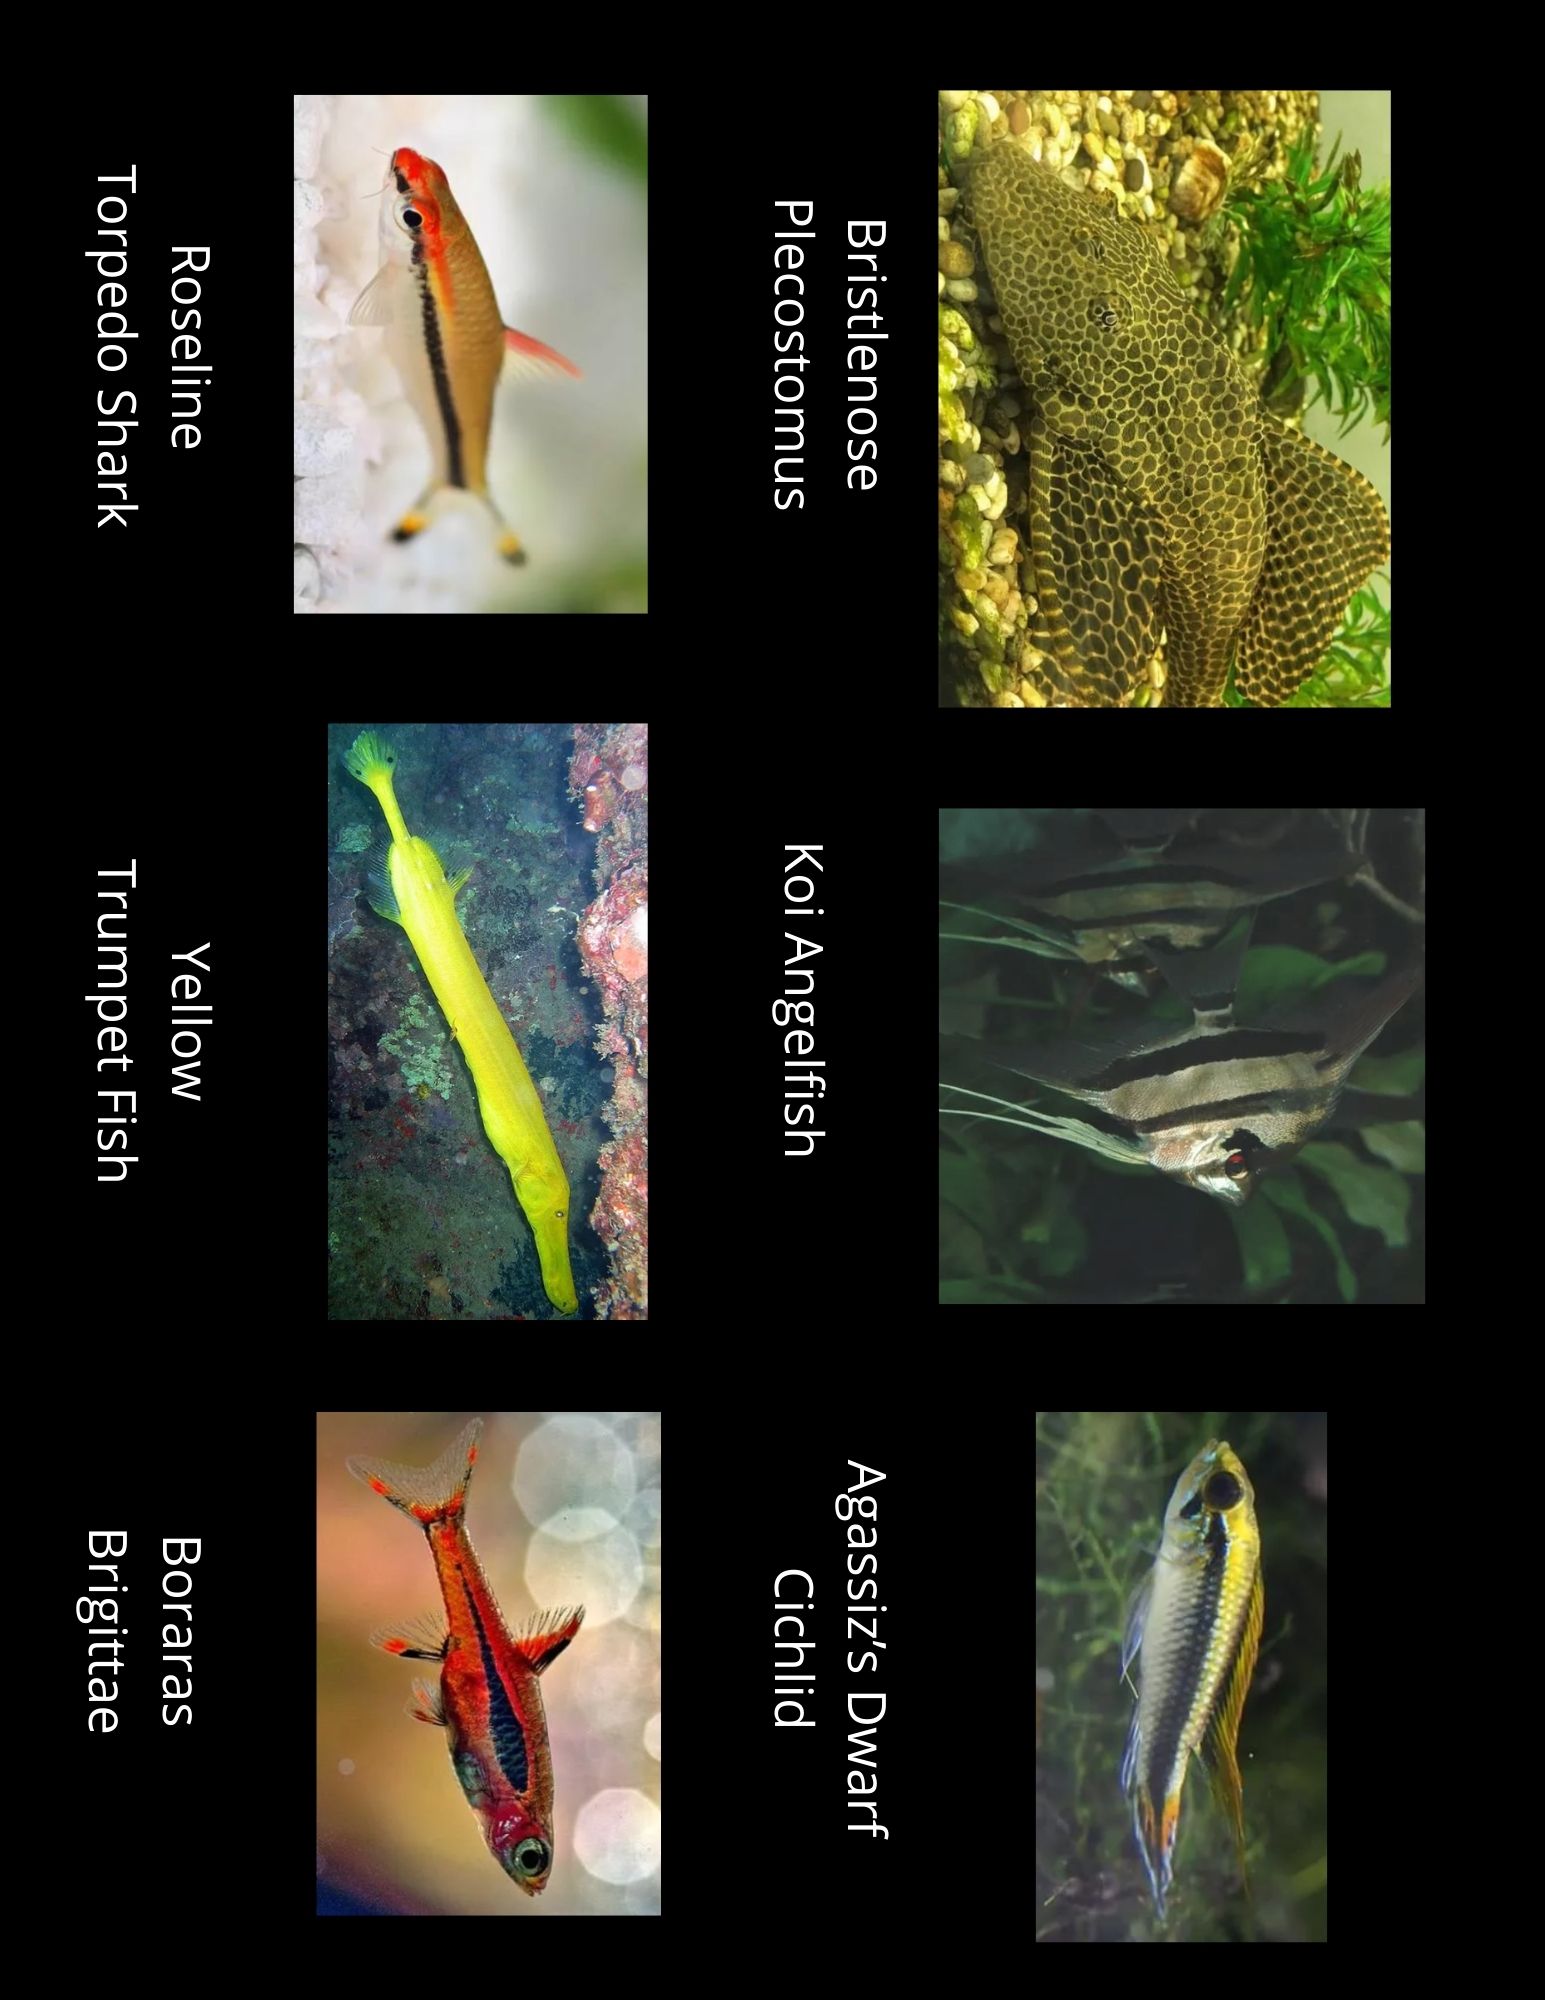 Bristlenose
Plecostomus
Koi Angelfish
Agassiz's Dwarf
Cichlid
Roseline
Torpedo Shark
Yellow
Trumpet Fish
Boraras
Brigittae